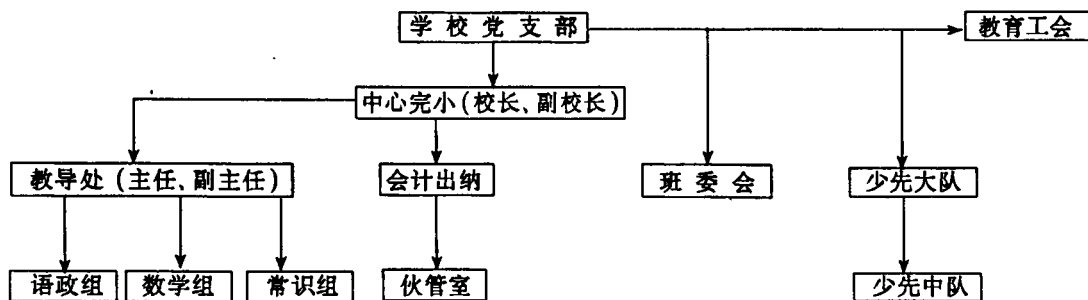 学校党支部
教育工会
中心完小(校长、副校长)
教导处(主任、副主任)
会计出纳
班委会
少先大队
语政组
数学组
常识组
伙管室
少先中队